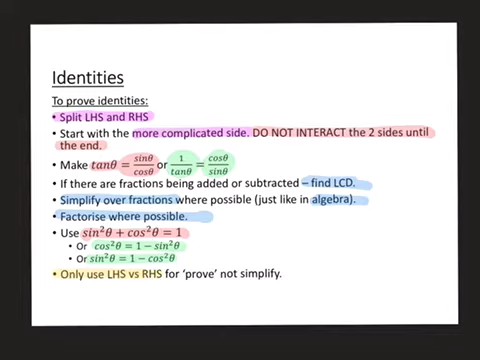 Identities
To prove identities:
• Split LHS and RHS
• Start with the more complicated side. DO NOT INTERACT the 2 sides until
the end.
• Make tanθ = sinθ/cosθ or 1/tanθ = cosθ/sinθ
• If there are fractions being added or subtracted – find LCD.
• Simplify over fractions where possible (just like in algebra).
• Factorise where possible.
• Use sin²θ + cos²θ = 1
• Or cos²θ = 1 − sin²θ
• Or sin²θ = 1 − cos²θ
• Only use LHS vs RHS for ‘prove’ not simplify.